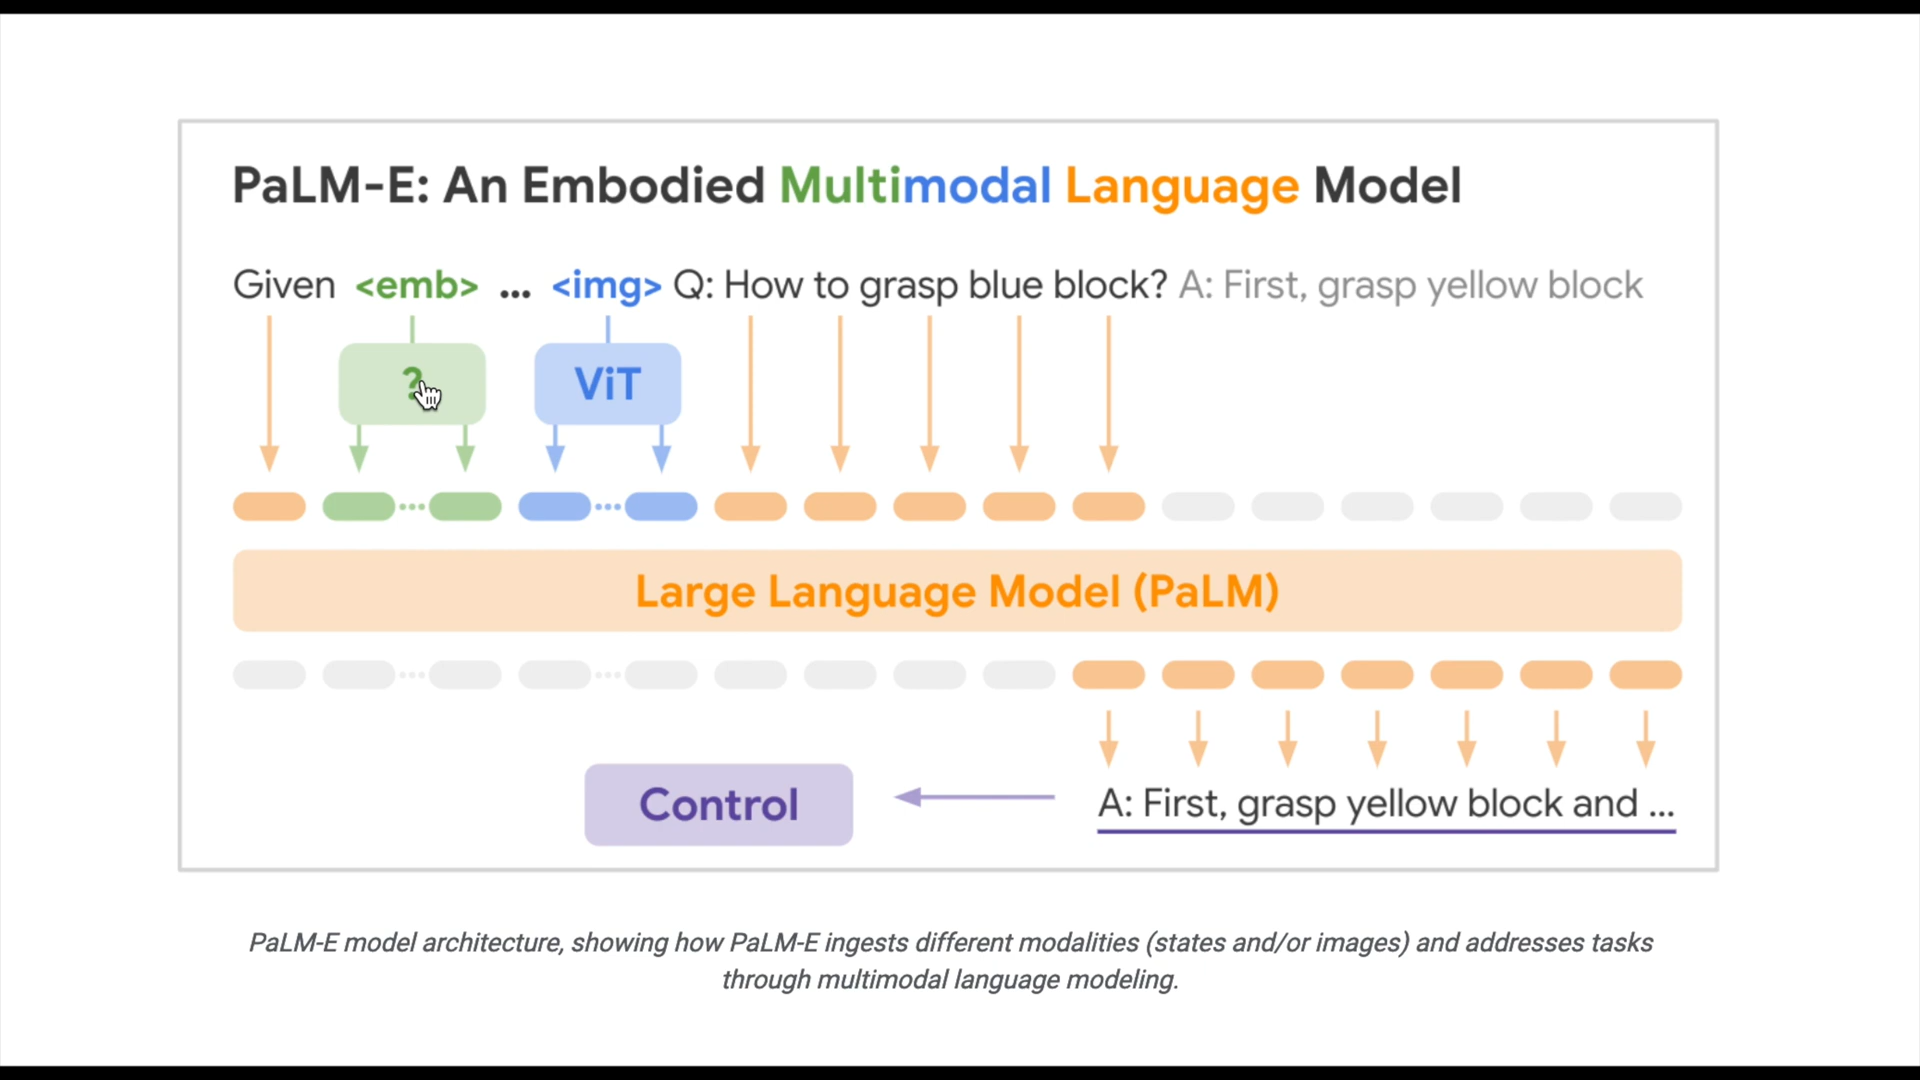 PaLM-E: An Embodied Multimodal Language Model
Given <emb> ... <img> Q: How to grasp blue block? A: First, grasp yellow block
? ViT
Large Language Model (PaLM)
Control A: First, grasp yellow block and ...
PaLM-E model architecture, showing how PaLM-E ingests different modalities (states and/or images) and addresses tasks
through multimodal language modeling.